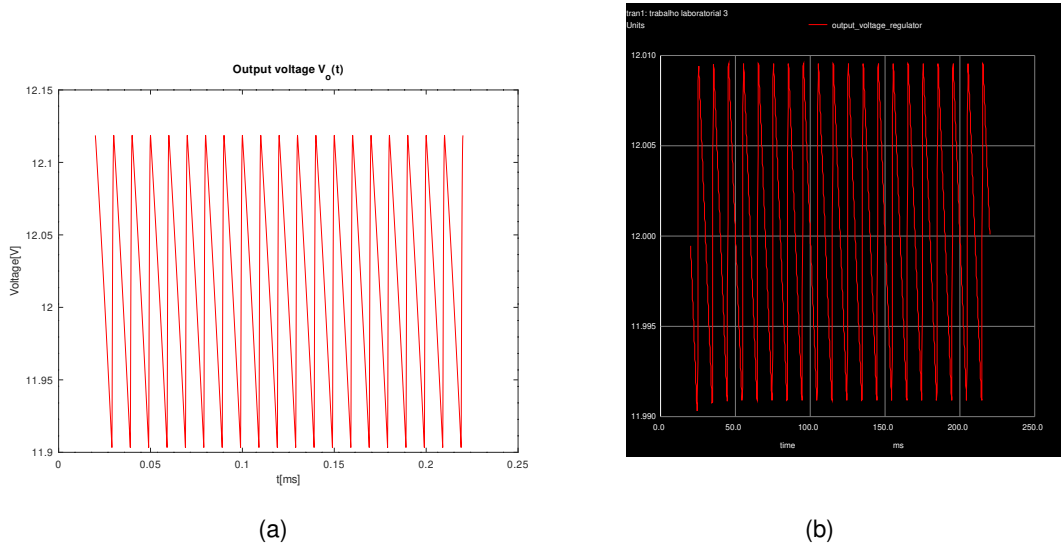 Output voltage V_o(t)
12.15
12.1
12.05
12
11.95
11.9
Voltage[V]
0 0.05 0.1 0.15 0.2 0.25
t[ms]
(a)
tran1: trabalho laboratorial 3
Units
output_voltage_regulator
12.010
12.005
12.000
11.995
11.990
0.0 50.0 100.0 150.0 200.0 250.0
time ms
(b)